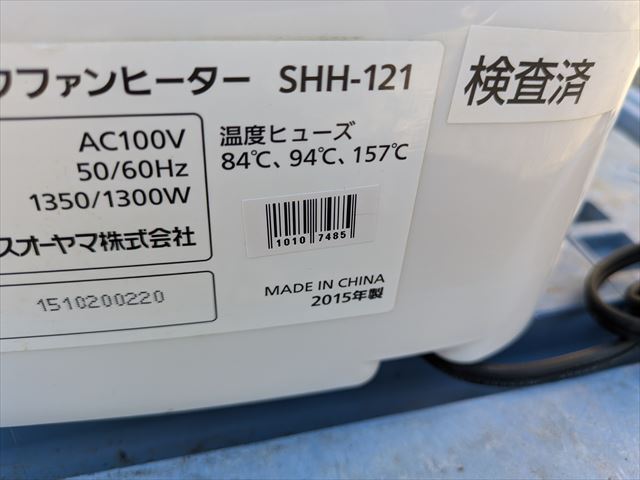 ファンヒーター SHH-121
検査済
AC100V
50/60Hz
1350/1300W
スオーヤマ株式会社
温度ヒューズ
84℃、94℃、157℃
1010 7485
MADE IN CHINA
2015年製
1510200220